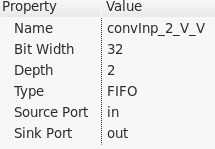 Property Value
Name convInp_2_V_V
Bit Width 32
Depth 2
Type FIFO
Source Port in
Sink Port out